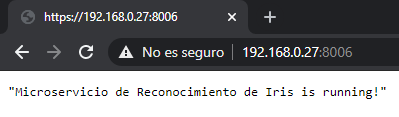 https://192.168.0.27:8006
No es seguro 192.168.0.27:8006
"Microservicio de Reconocimiento de Iris is running!"